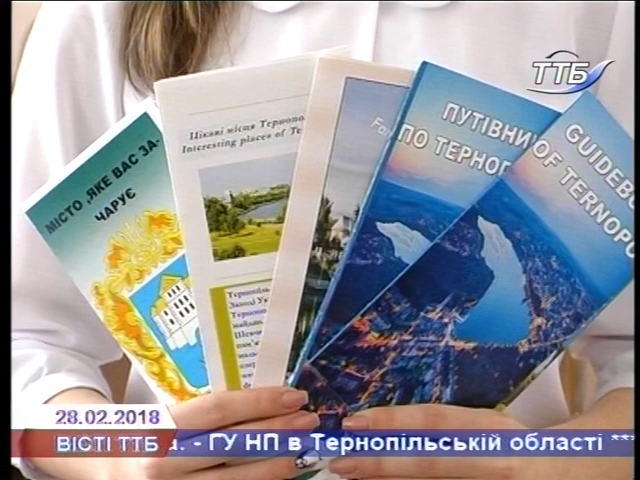 ТТБ
МІСТО ,ЯКЕ ВАС ЗА-
ЧАРУЄ
Цікаві місця Терно
Interesting places of Te
ПУТІВНИ
ПО ТЕРНОП
GUIDEBO
OF TERNOPO
28.02.2018
ВІСТІ ТТБ
а. - ГУ НП в Тернопільській області **